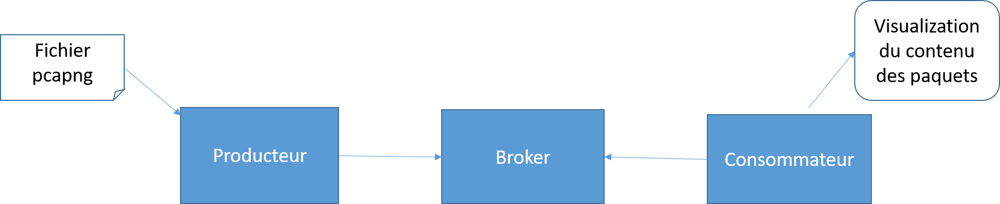 Fichier
pcapng
Producteur
Broker
Consommateur
Visualization
du contenu
des paquets